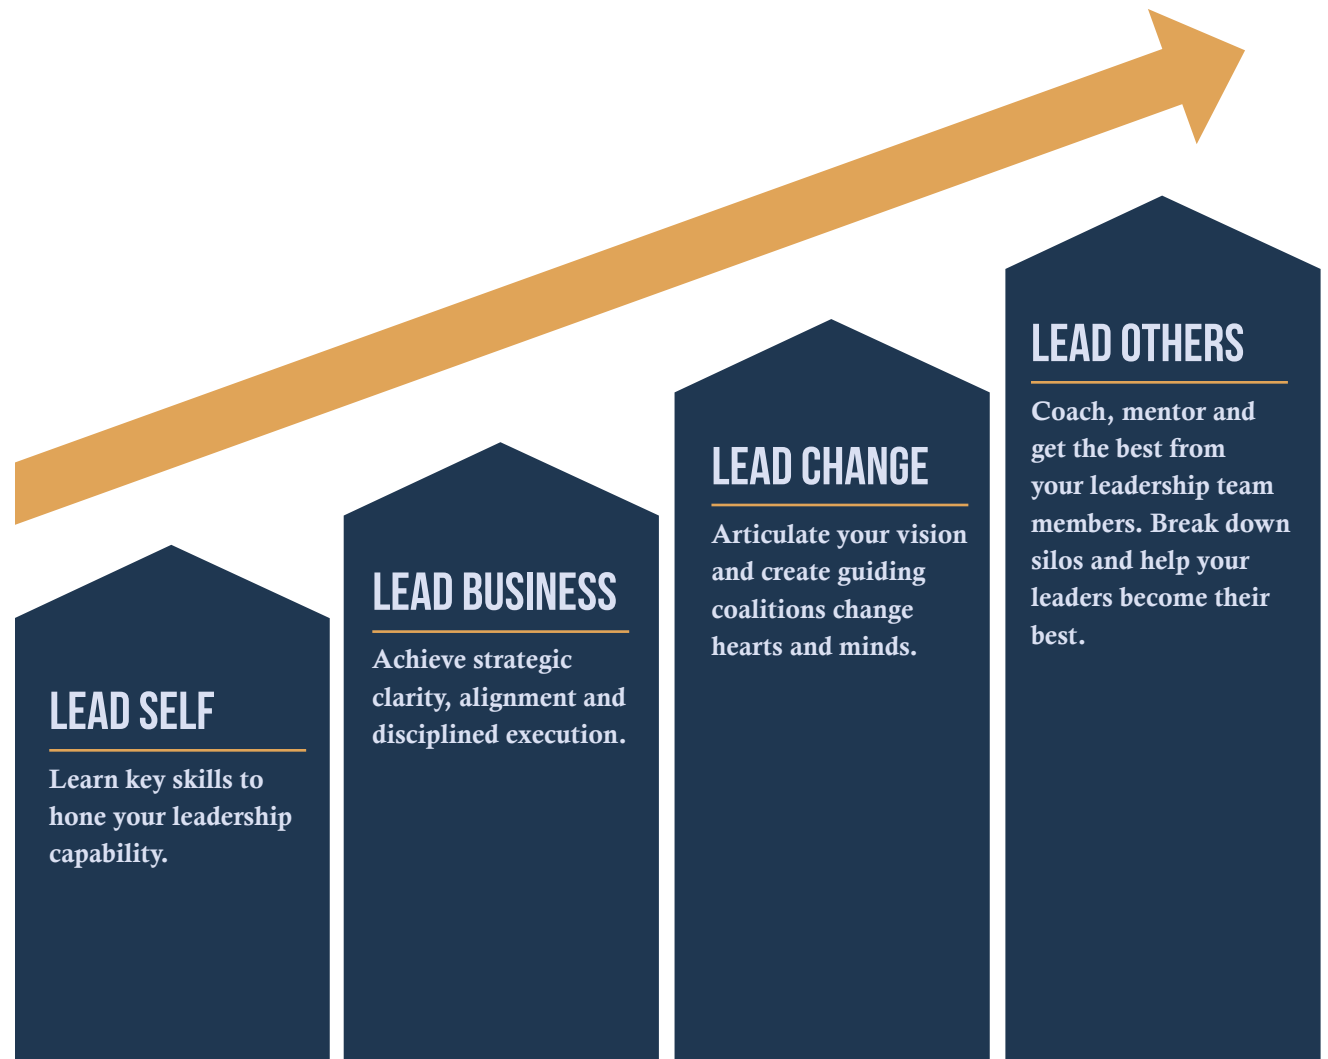 LEAD SELF
Learn key skills to
hone your leadership
capability.
LEAD BUSINESS
Achieve strategic
clarity, alignment and
disciplined execution.
LEAD CHANGE
Articulate your vision
and create guiding
coalitions change
hearts and minds.
LEAD OTHERS
Coach, mentor and
get the best from
your leadership team
members. Break down
silos and help your
leaders become their
best.